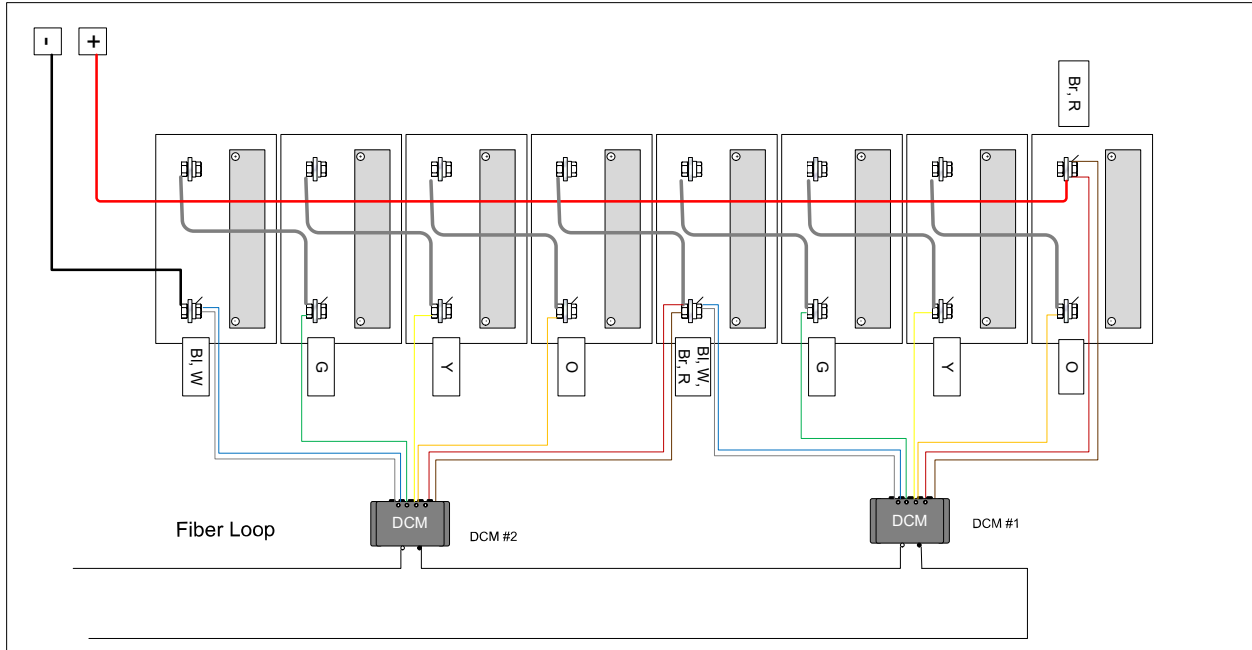 -
+
Br, R
Bl, W
G
Y
O
Bl, W,
Br, R
G
Y
O
DCM
DCM #2
DCM
DCM #1
Fiber Loop